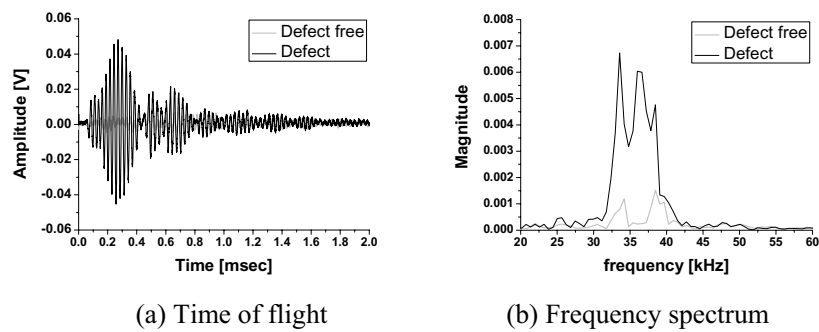 Defect free
Defect
Amplitude [V]
0.06
0.04
0.02
0.00
-0.02
-0.04
-0.06
0.0 0.2 0.4 0.6 0.8 1.0 1.2 1.4 1.6 1.8 2.0
Time [msec]
(a) Time of flight
Defect free
Defect
Magnitude
0.008
0.007
0.006
0.005
0.004
0.003
0.002
0.001
0.000
20 25 30 35 40 45 50 55 60
frequency [kHz]
(b) Frequency spectrum